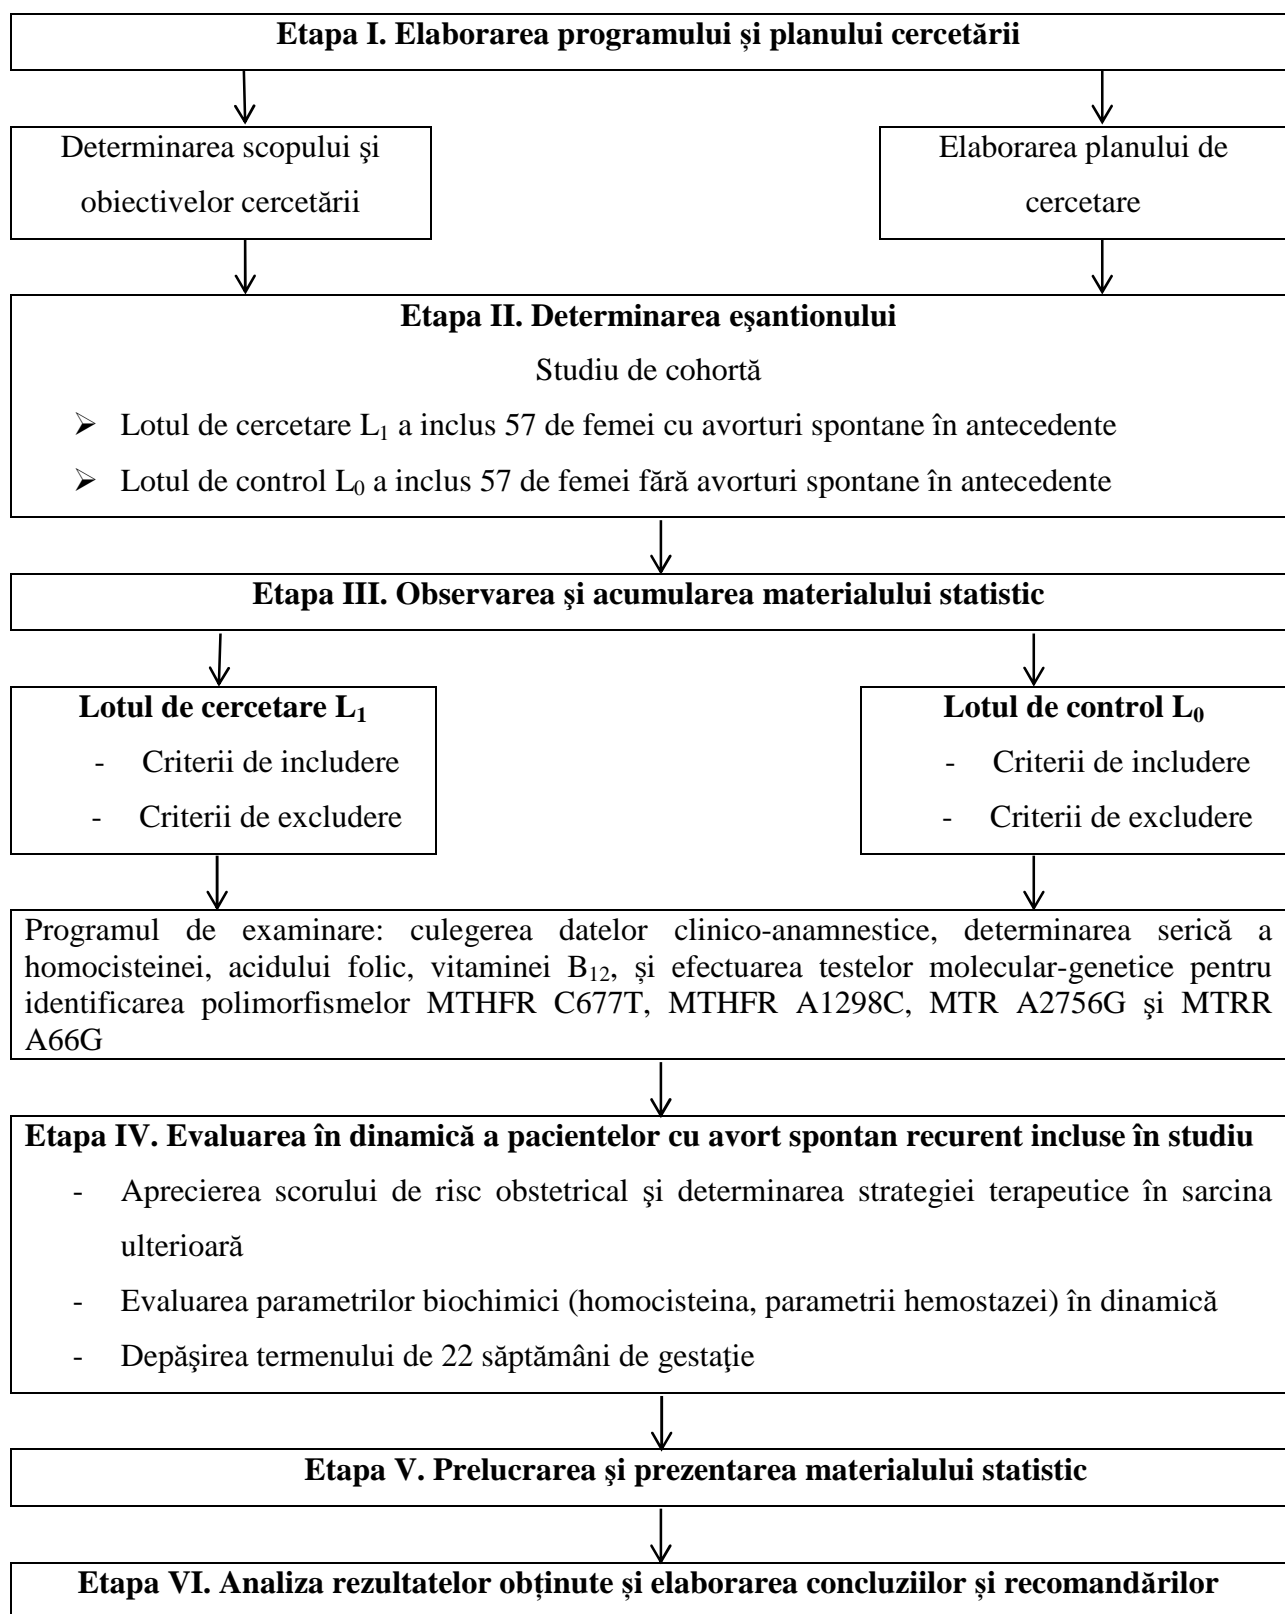 Etapa I. Elaborarea programului și planului cercetării
Determinarea scopului şi
obiectivelor cercetării
Elaborarea planului de
cercetare
Etapa II. Determinarea eşantionului
Studiu de cohortă
➢ Lotul de cercetare L₁ a inclus 57 de femei cu avorturi spontane în antecedente
➢ Lotul de control L₀ a inclus 57 de femei fără avorturi spontane în antecedente
Etapa III. Observarea şi acumularea materialului statistic
Lotul de cercetare L₁
- Criterii de includere
- Criterii de excludere
Lotul de control L₀
- Criterii de includere
- Criterii de excludere
Programul de examinare: culegerea datelor clinico-anamnestice, determinarea serică a
homocisteinei, acidului folic, vitaminei B₁₂, și efectuarea testelor molecular-genetice pentru
identificarea polimorfismelor MTHFR C677T, MTHFR A1298C, MTR A2756G şi MTRR
A66G
Etapa IV. Evaluarea în dinamică a pacientelor cu avort spontan recurent incluse în studiu
- Aprecierea scorului de risc obstetrical şi determinarea strategiei terapeutice în sarcina
ulterioară
- Evaluarea parametrilor biochimici (homocisteina, parametrii hemostazei) în dinamică
- Depăşirea termenului de 22 săptămâni de gestaţie
Etapa V. Prelucrarea şi prezentarea materialului statistic
Etapa VI. Analiza rezultatelor obținute și elaborarea concluziilor și recomandărilor